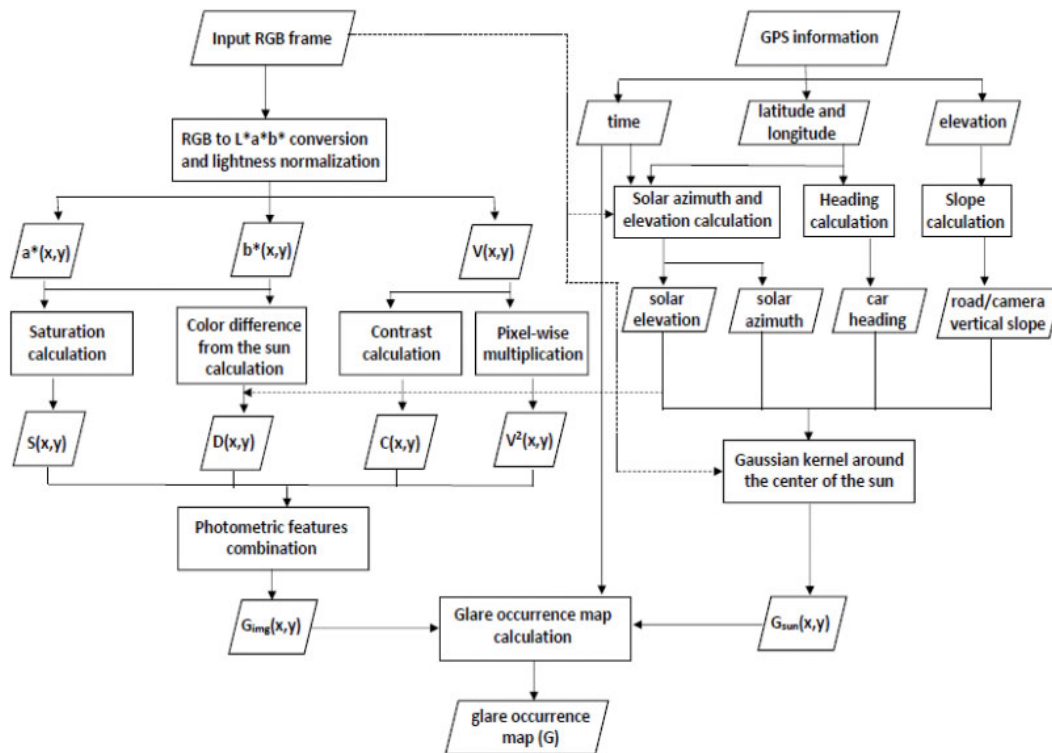 Input RGB frame
GPS information
time
latitude and
longitude
elevation
RGB to L*a*b* conversion
and lightness normalization
Solar azimuth and
elevation calculation
Heading
calculation
Slope
calculation
a*(x,y)
b*(x,y)
V(x,y)
solar
elevation
solar
azimuth
car
heading
road/camera
vertical slope
Saturation
calculation
Color difference
from the sun
calculation
Contrast
calculation
Pixel-wise
multiplication
S(x,y)
D(x,y)
C(x,y)
V²(x,y)
Gaussian kernel around
the center of the sun
Photometric features
combination
Gimg(x,y)
Glare occurrence map
calculation
Gsun(x,y)
glare occurrence
map (G)